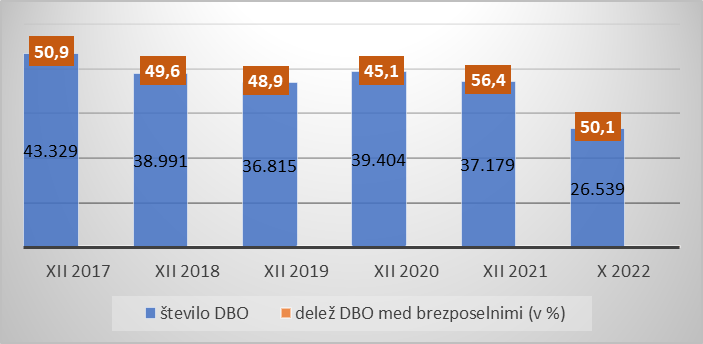 50,9
49,6
48,9
45,1
56,4
50,1
43.329
38.991
36.815
39.404
37.179
26.539
XII 2017
XII 2018
XII 2019
XII 2020
XII 2021
X 2022
število DBO
delež DBO med brezposelnimi (v %)